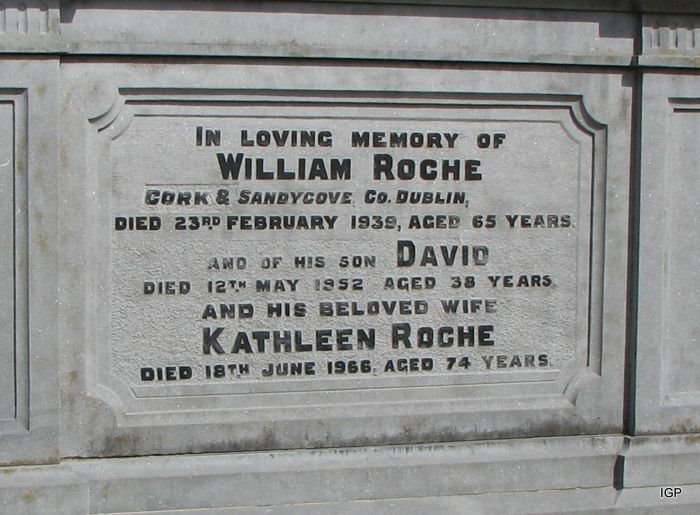 IN LOVING MEMORY OF
WILLIAM ROCHE
CORK & SANDYCOVE, CO. DUBLIN,
DIED 23RD FEBRUARY 1939, AGED 65 YEARS.
AND OF HIS SON DAVID
DIED 12TH MAY 1952 AGED 38 YEARS.
AND HIS BELOVED WIFE
KATHLEEN ROCHE
DIED 18TH JUNE 1966, AGED 74 YEARS.
IGP